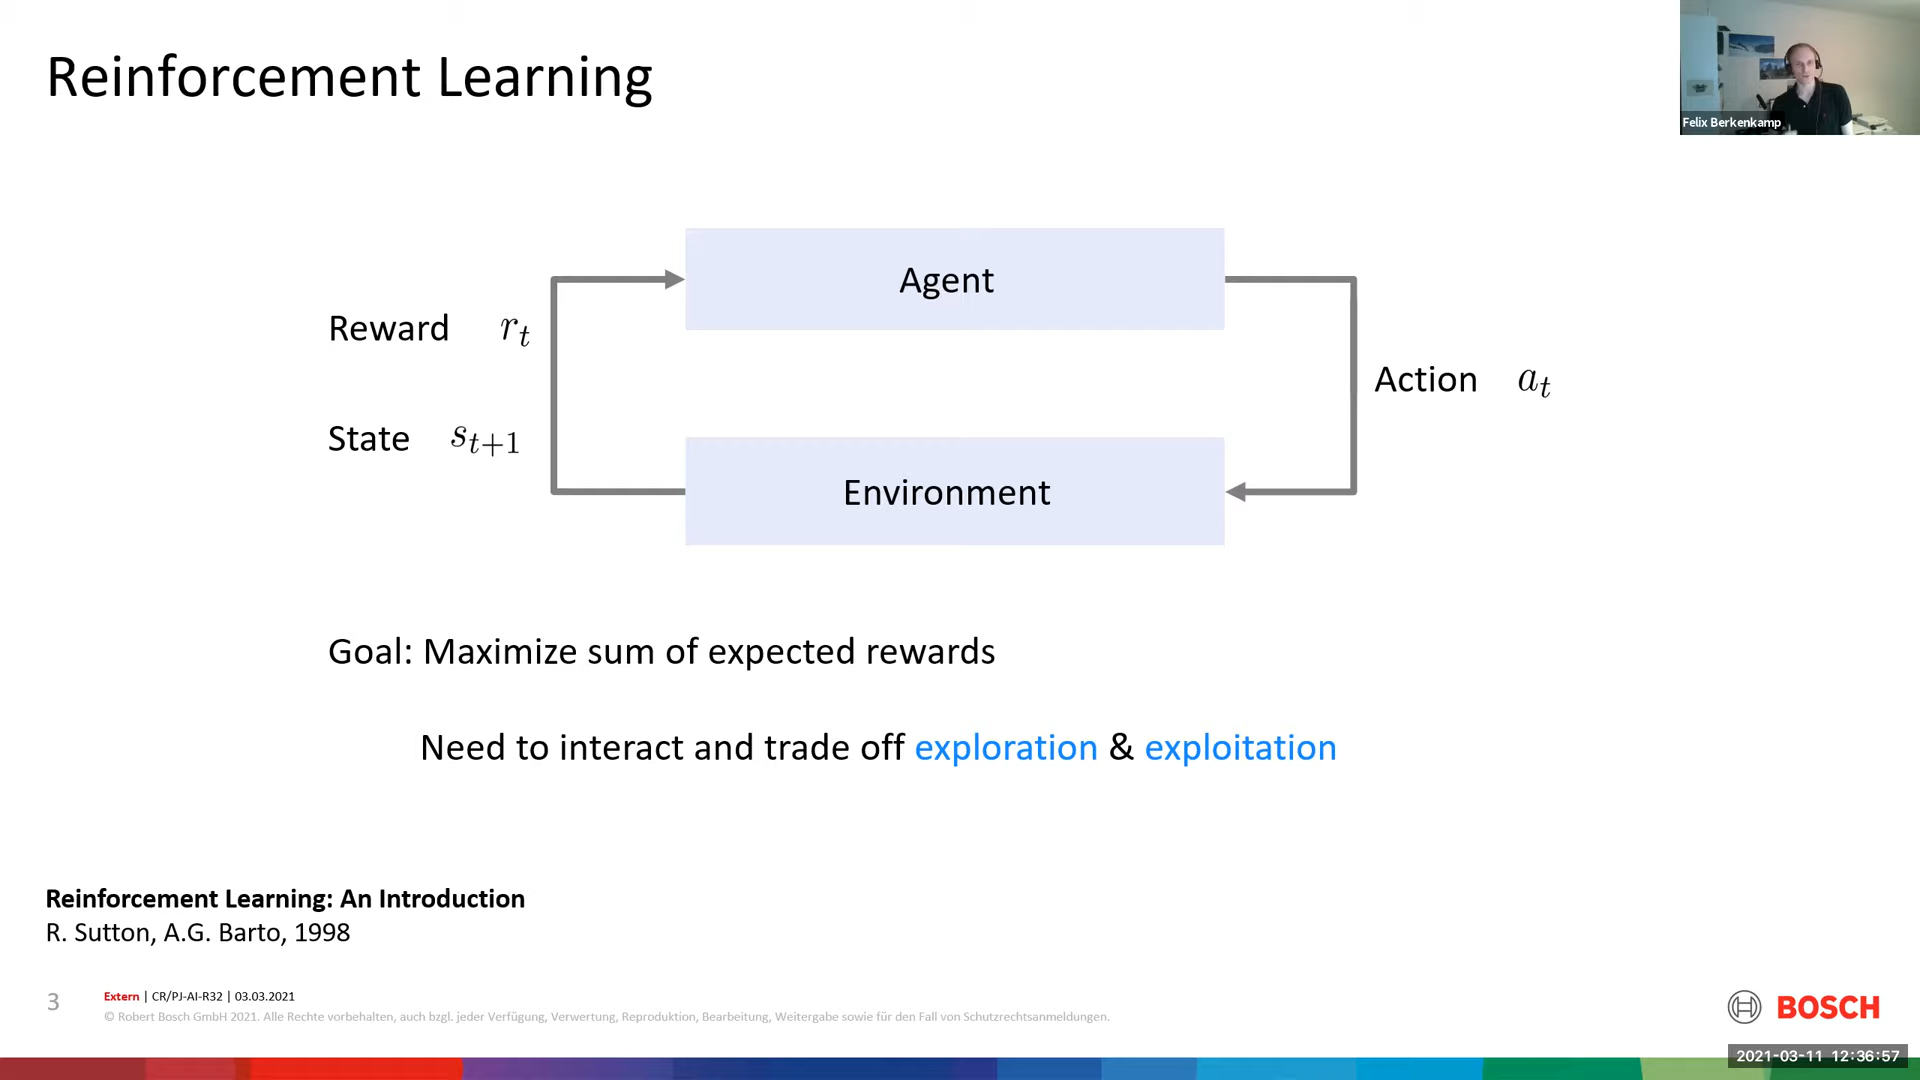 Reinforcement Learning
Felix Berkenkamp
Agent
Reward r_t
Action a_t
State s_{t+1}
Environment
Goal: Maximize sum of expected rewards
Need to interact and trade off exploration & exploitation
Reinforcement Learning: An Introduction
R. Sutton, A.G. Barto, 1998
3
Extern | CR/PJ-AI-R32 | 03.03.2021
© Robert Bosch GmbH 2021. Alle Rechte vorbehalten, auch bzgl. jeder Verfügung, Verwertung, Reproduktion, Bearbeitung, Weitergabe sowie für den Fall von Schutzrechtsanmeldungen.
BOSCH
2021-03-11 12:36:57